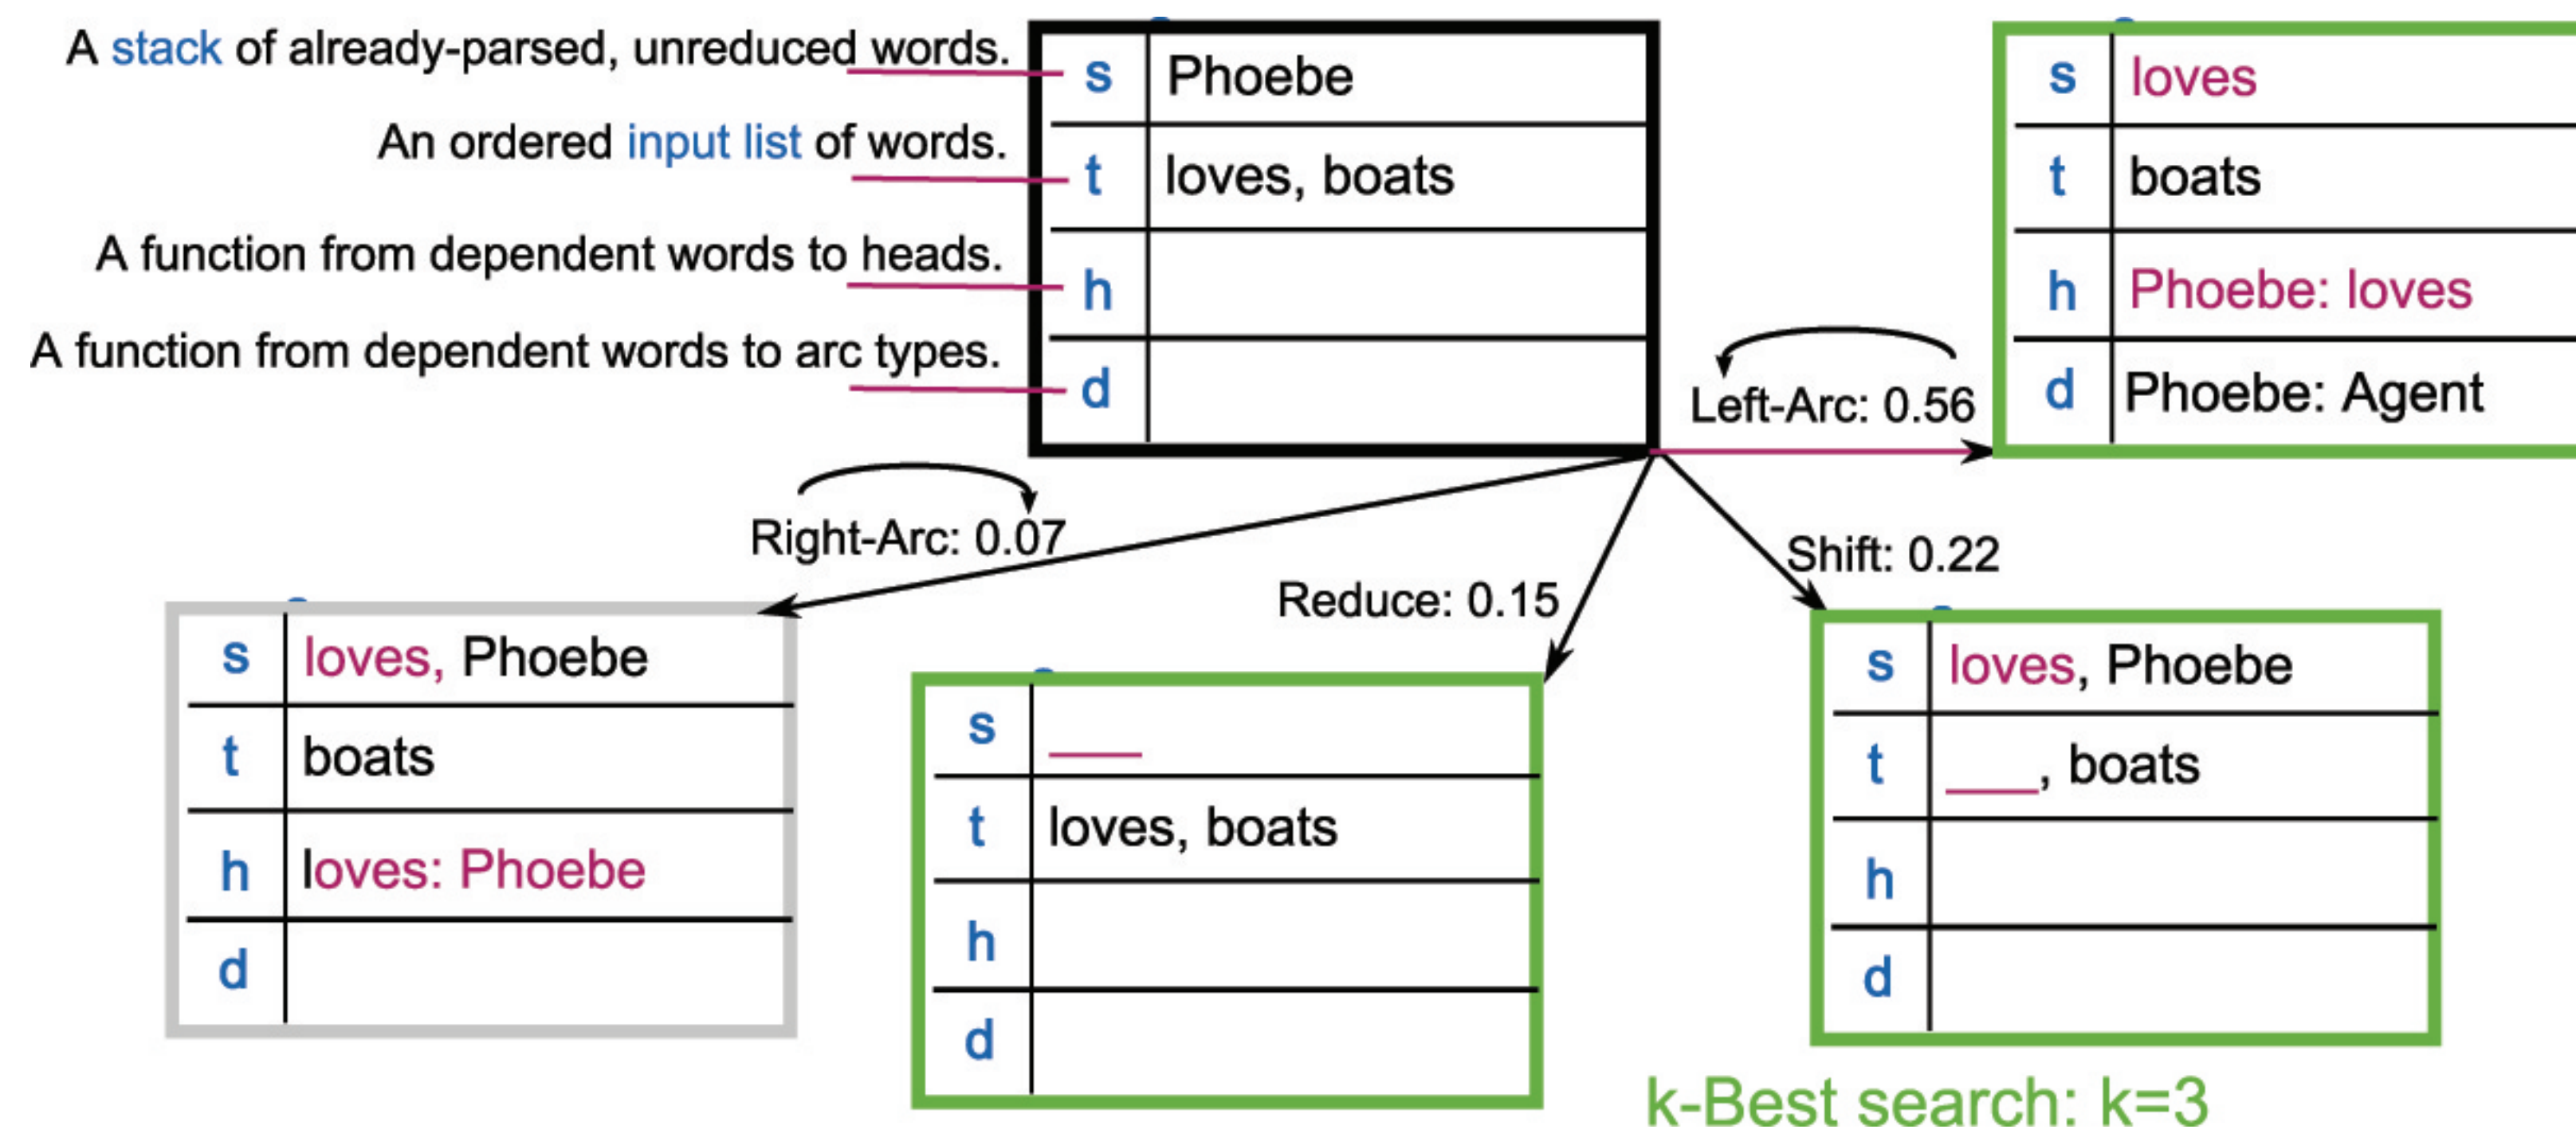 A stack of already-parsed, unreduced words.
An ordered input list of words.
A function from dependent words to heads.
A function from dependent words to arc types.
s Phoebe
t loves, boats
h
d
Left-Arc: 0.56
s loves
t boats
h Phoebe: loves
d Phoebe: Agent
Right-Arc: 0.07
Reduce: 0.15
Shift: 0.22
s loves, Phoebe
t boats
h loves: Phoebe
d
s ___
t loves, boats
h
d
s loves, Phoebe
t ___, boats
h
d
k-Best search: k=3